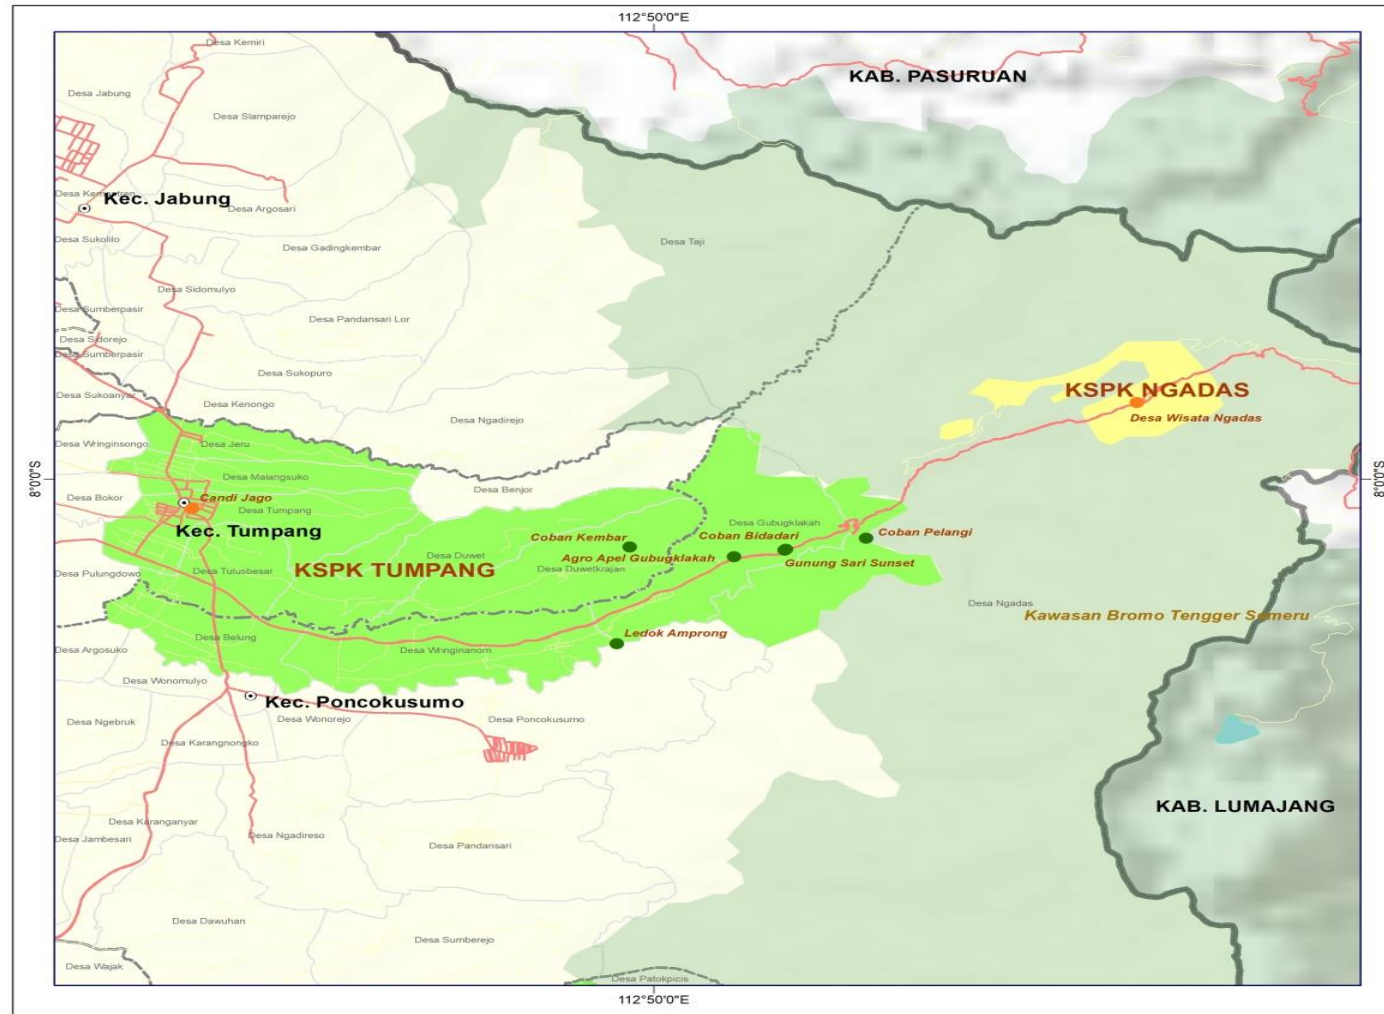 112°50'0"E
Desa Kemiri
KAB. PASURUAN
Desa Jabung
Desa Slamparejo
Kec. Jabung
Desa Argosari
Desa Sukolilo
Desa Gadingkembar
Desa Taji
Desa Sidomulyo
Desa Sumberpasir
Desa Pandansari Lor
Desa Sidorejo
Desa Sumberpasir
Desa Sukopuro
KSPK NGADAS
Desa Wisata Ngadas
Desa Sukoanyar
Desa Kenongo
Desa Ngadirejo
Desa Wringinsongo
Desa Jeru
8°0'0"S
8°0'0"S
Desa Malangsuko
Desa Benjor
Desa Bokor
Candi Jago
Desa Tumpang
Kec. Tumpang
Desa Gubugklakah
Coban Kembar
Coban Bidadari
Coban Pelangi
Desa Duwet
Agro Apel Gubugklakah
Gunung Sari Sunset
KSPK TUMPANG
Desa Duwetkrajan
Desa Pulungdowo
Desa Tulusbesar
Desa Ngadas
Kawasan Bromo Tengger Semeru
Ledok Amprong
Desa Belung
Desa Argosuko
Desa Wringinanom
Desa Wonomulyo
Kec. Poncokusumo
Desa Ngebruk
Desa Wonorejo
Desa Poncokusumo
Desa Karangnongko
KAB. LUMAJANG
Desa Karanganyar
Desa Jambesari
Desa Ngadireso
Desa Pandansari
Desa Dawuhan
Desa Sumberejo
Desa Wajak
Desa Patokpicis
112°50'0"E